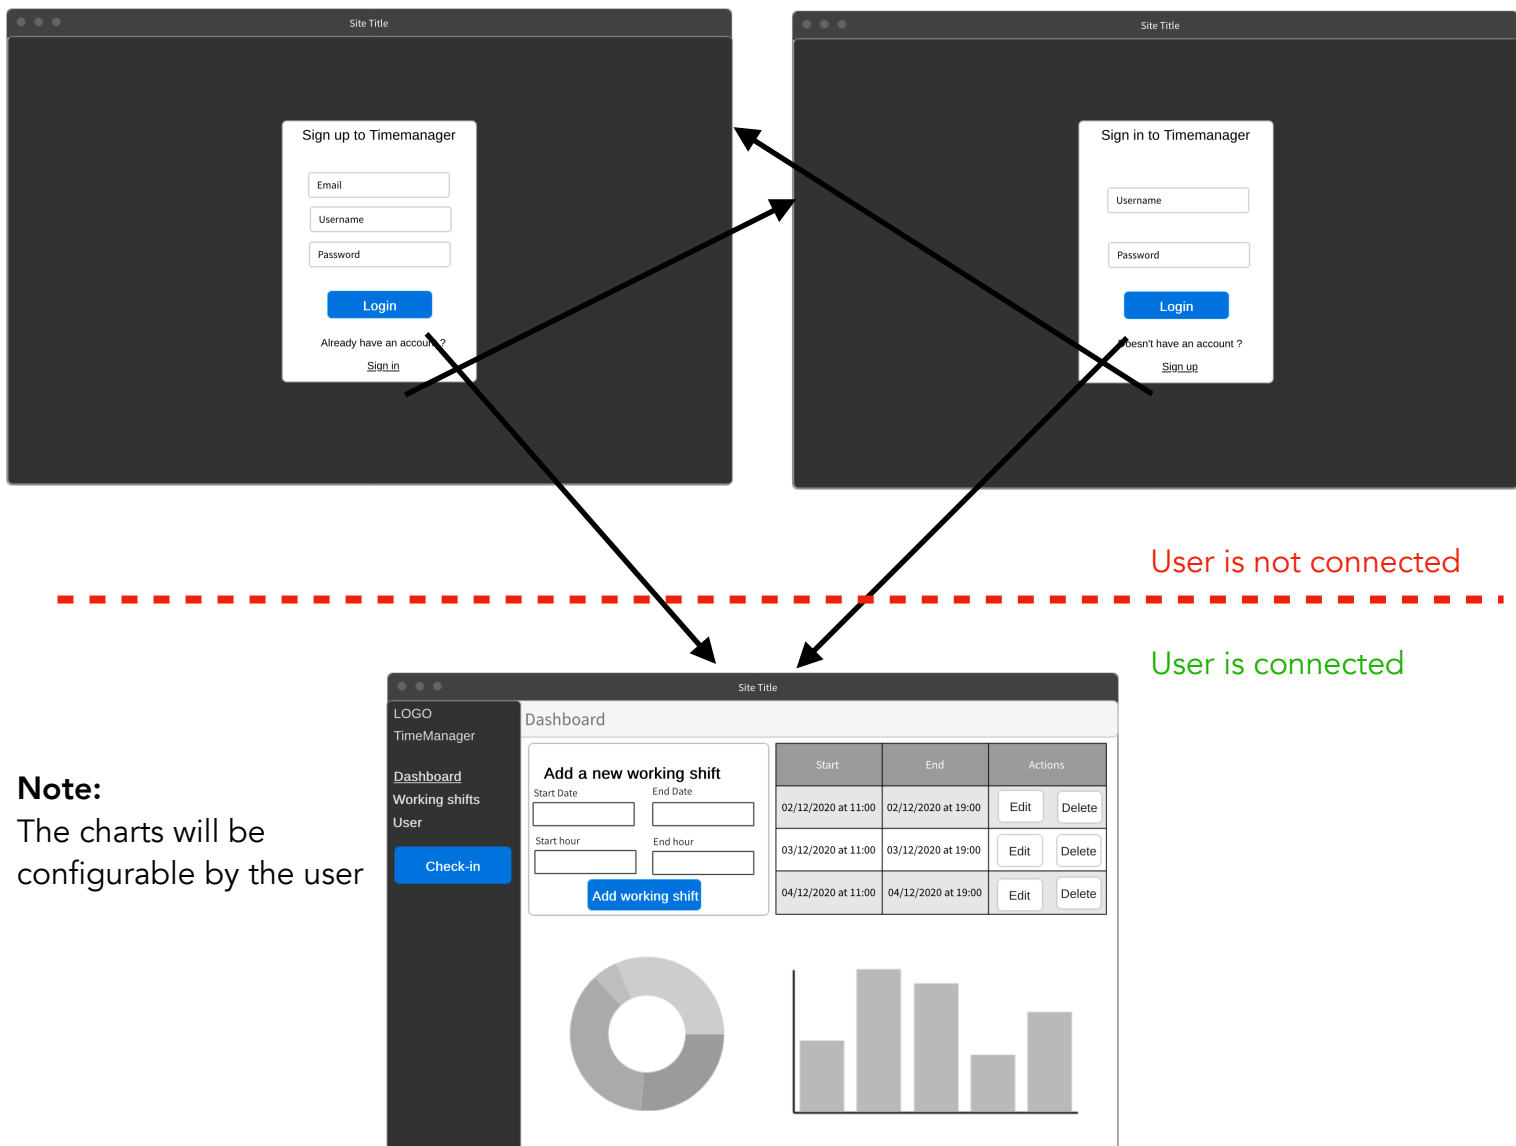 Site Title
Sign up to Timemanager
Email
Username
Password
Login
Already have an account ?
Sign in
Site Title
Sign in to Timemanager
Username
Password
Login
Doesn't have an account ?
Sign up
User is not connected
User is connected
Note:
The charts will be
configurable by the user
Site Title
LOGO
TimeManager
Dashboard
Working shifts
User
Check-in
Dashboard
Add a new working shift
Start Date End Date
Start hour End hour
Add working shift
Start End Actions
02/12/2020 at 11:00 02/12/2020 at 19:00 Edit Delete
03/12/2020 at 11:00 03/12/2020 at 19:00 Edit Delete
04/12/2020 at 11:00 04/12/2020 at 19:00 Edit Delete